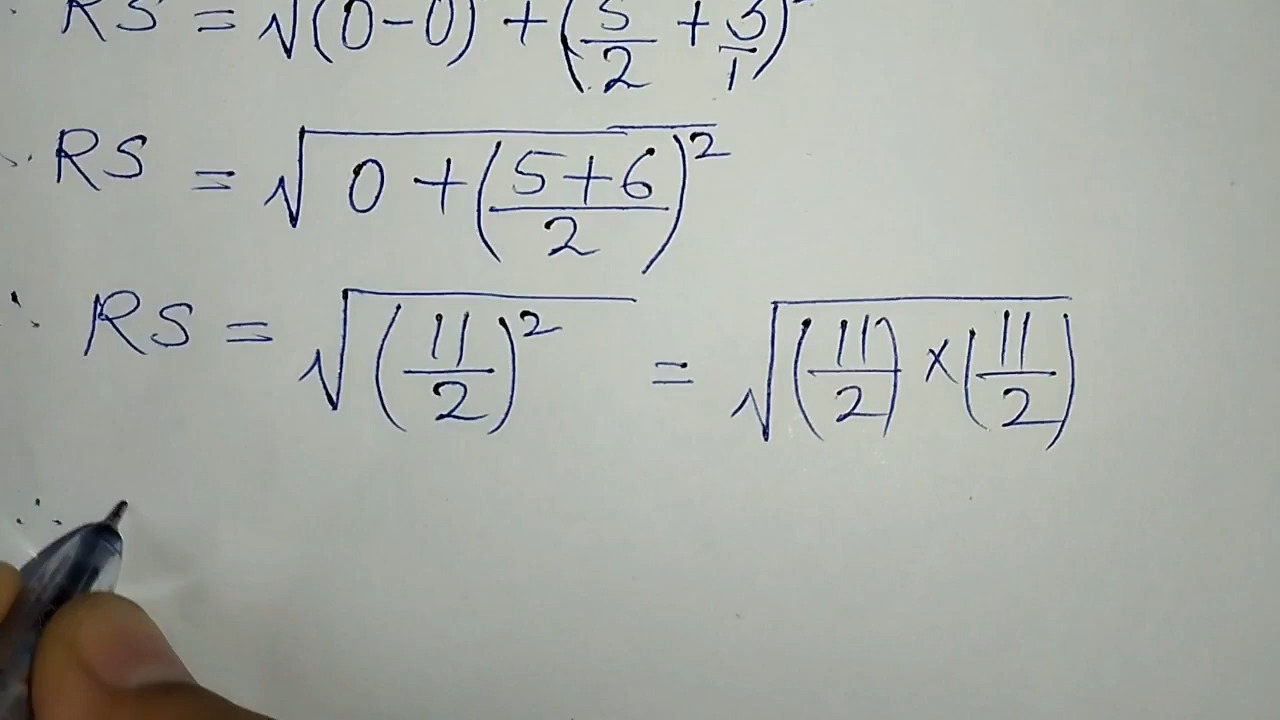 RS = √(0-0) + (5/2 + 3/1)²
∴ RS = √0 + (5+6/2)²
∴ RS = √(11/2)² = √(11/2) × (11/2)
∴